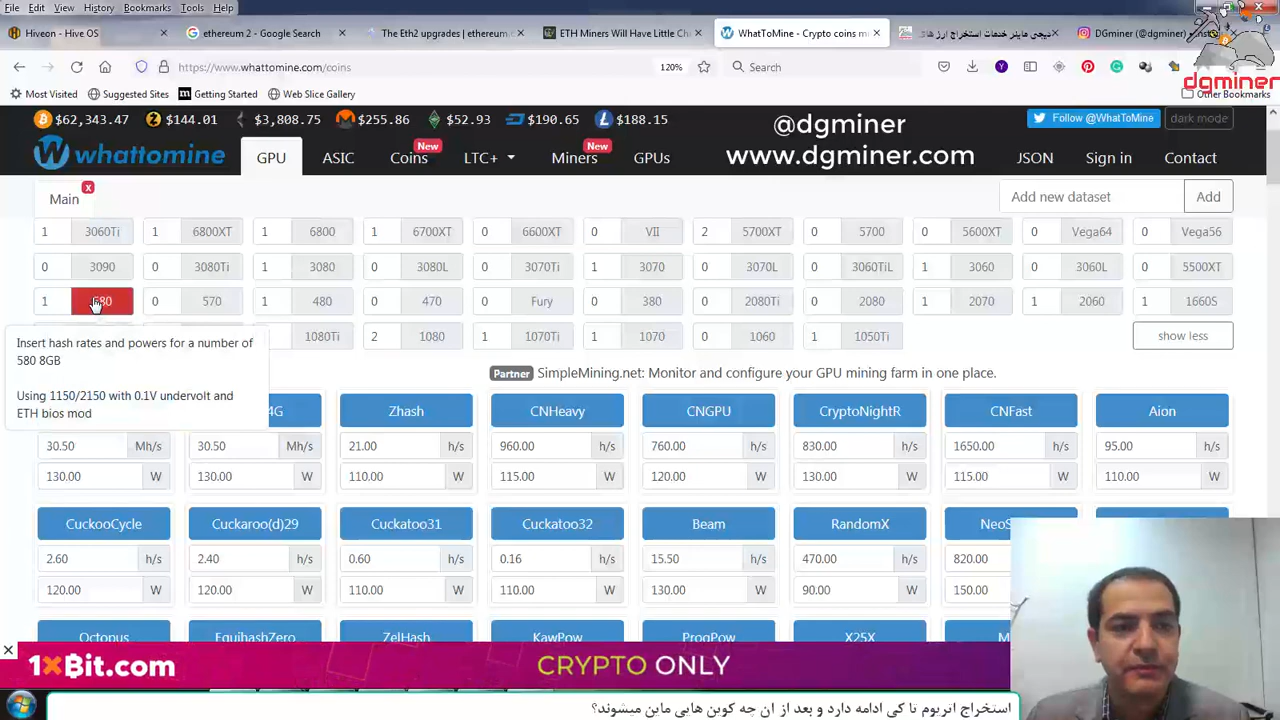 File Edit View History Bookmarks Tools Help
Hiveon - Hive OS
ethereum 2 - Google Search
The Eth2 upgrades | ethereum.c
ETH Miners Will Have Little Ch
WhatToMine - Crypto coins m
دیجی ماینر خدمات استخراج ارز های
DGminer (@dgminer)
https://www.whattomine.com/coins
120%
Search
Most Visited Suggested Sites Getting Started Web Slice Gallery
Other Bookmarks
dgminer
$62,343.47 $144.01 $3,808.75 $255.86 $52.93 $190.65 $188.15
@dgminer
Follow @WhatToMine dark mode
whattomine GPU ASIC Coins New LTC+ Miners New GPUs
www.dgminer.com
JSON Sign in Contact
Main x
Add new dataset Add
1 3060Ti 1 6800XT 1 6800 1 6700XT 0 6600XT 0 VII 2 5700XT 0 5700 0 5600XT 0 Vega64 0 Vega56
0 3090 0 3080Ti 1 3080 0 3080L 0 3070Ti 1 3070 0 3070L 0 3060TiL 1 3060 0 3060L 0 5500XT
1 580 0 570 1 480 0 470 0 Fury 0 380 0 2080Ti 0 2080 1 2070 1 2060 1 1660S
1080Ti 2 1080 1 1070Ti 1 1070 0 1060 1 1050Ti show less
Insert hash rates and powers for a number of
580 8GB
Using 1150/2150 with 0.1V undervolt and
ETH bios mod
Partner SimpleMining.net: Monitor and configure your GPU mining farm in one place.
4G Zhash CNHeavy CNGPU CryptoNightR CNFast Aion
30.50 Mh/s 30.50 Mh/s 21.00 h/s 960.00 h/s 760.00 h/s 830.00 h/s 1650.00 h/s 95.00 h/s
130.00 W 130.00 W 110.00 W 115.00 W 120.00 W 130.00 W 115.00 W 110.00 W
CuckooCycle Cuckaroo(d)29 Cuckatoo31 Cuckatoo32 Beam RandomX NeoS
2.60 h/s 2.40 h/s 0.60 h/s 0.16 h/s 15.50 h/s 470.00 h/s 820.00
120.00 W 120.00 W 110.00 W 110.00 W 130.00 W 90.00 W 150.00
Octopus EquihashZero ZelHash KawPow ProgPow X25X
1XBit.com CRYPTO ONLY
استخراج اتریوم تا کی ادامه دارد و بعد از ان چه کوین هایی ماین میشوند؟